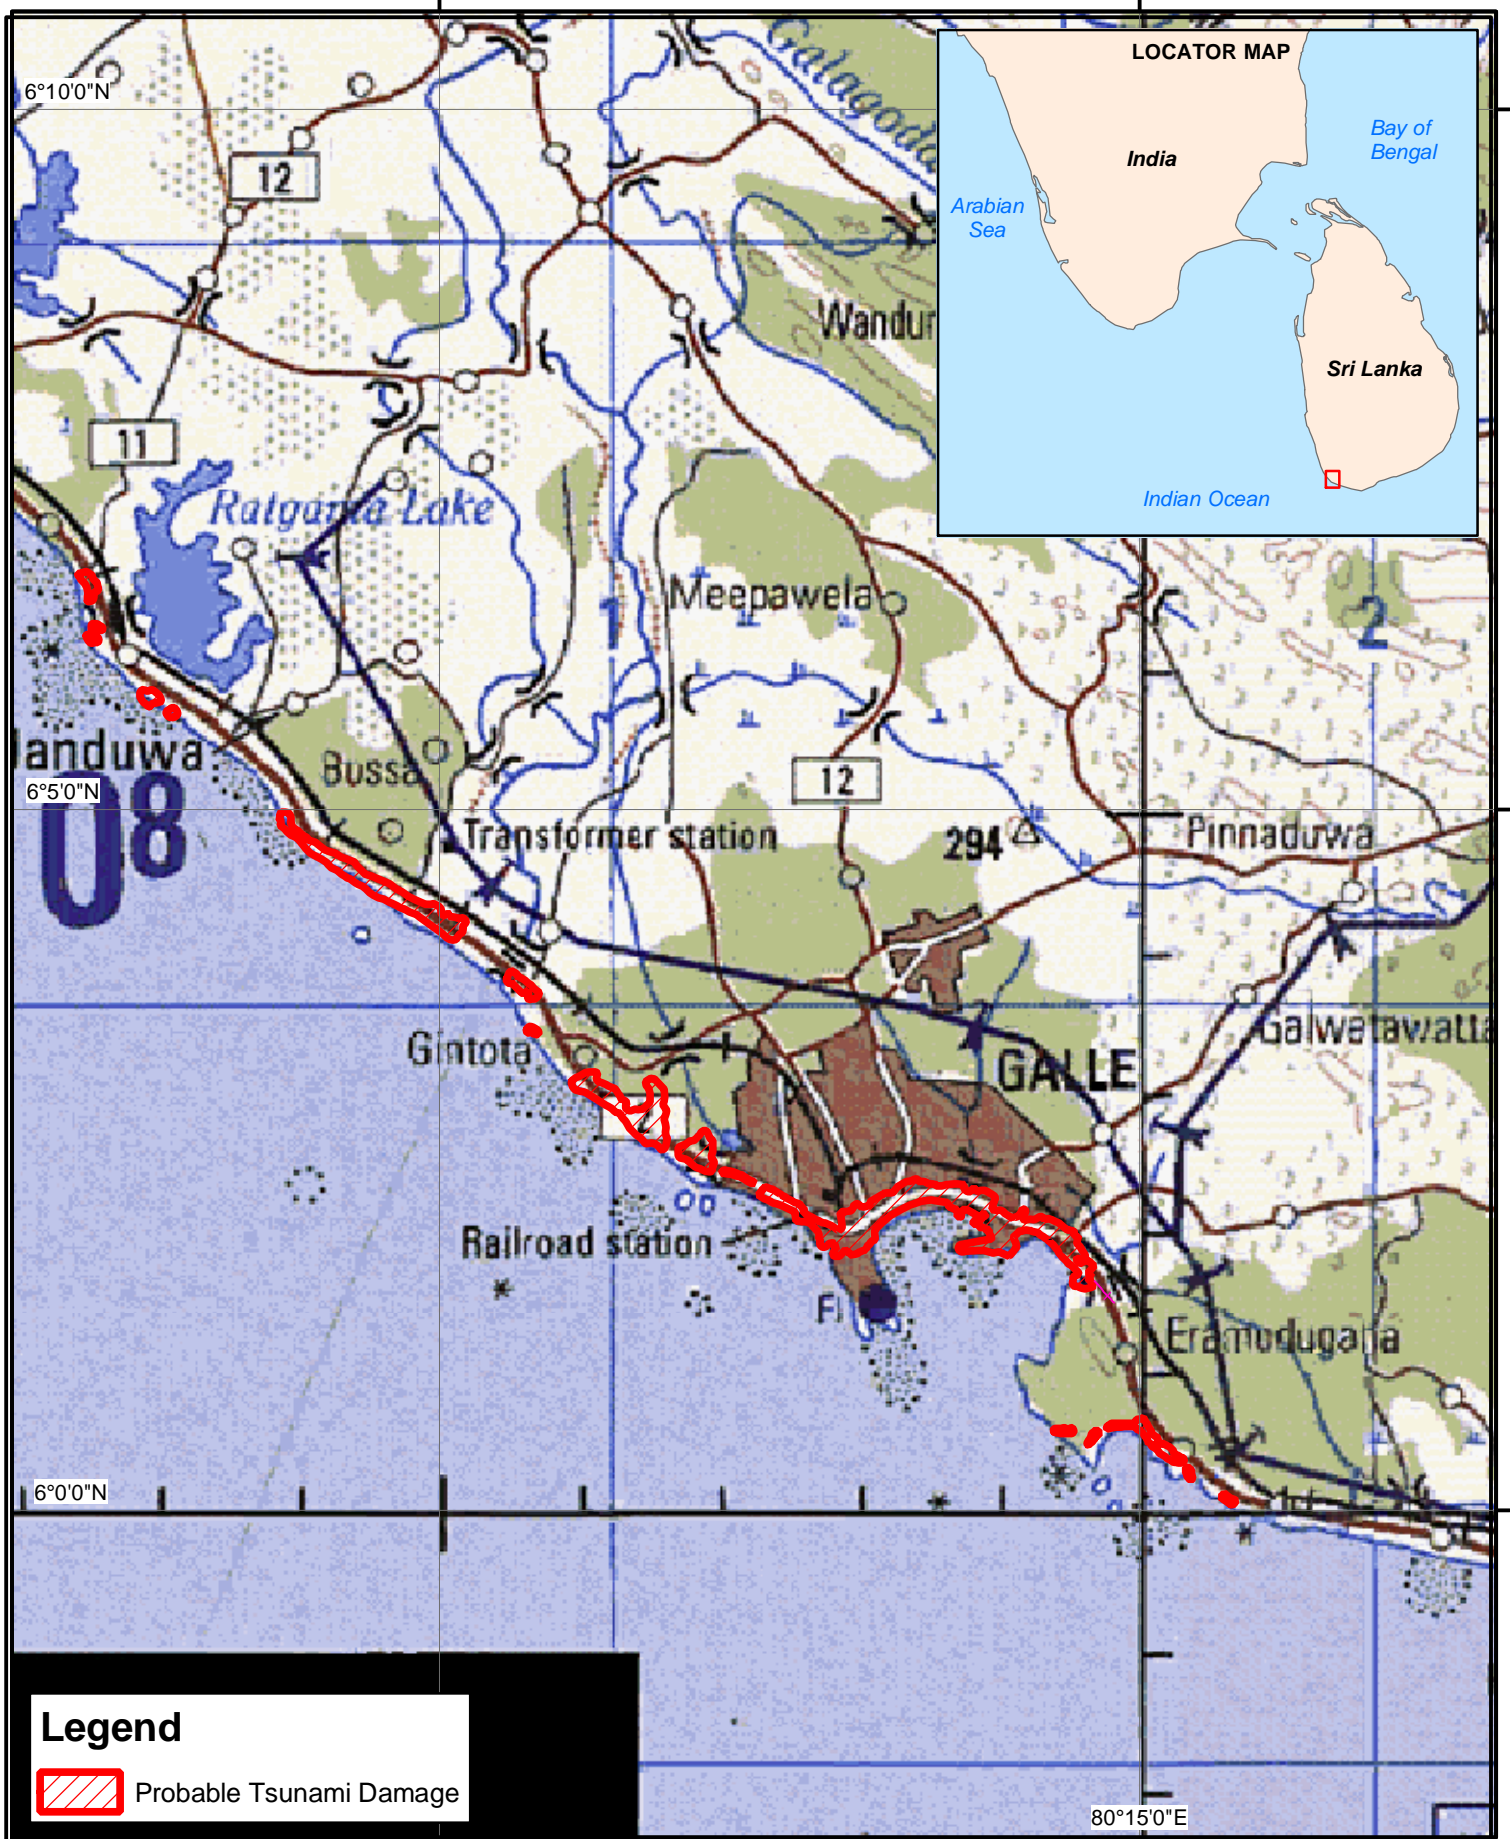 LOCATOR MAP
6°10'0"N
Bay of
Bengal
India
12
Arabian
Sea
Wandur
Sri Lanka
11
Ratgama Lake
Indian Ocean
Meepawela
1
2
12
Janduwa
Bussa
6°5'0"N
08
Transformer station
294
Pinnaduwa
Galwetawatta
Gintota
GALLE
Railroad station
Fl
Eramudugaha
6°0'0"N
Legend
Probable Tsunami Damage
80°15'0"E